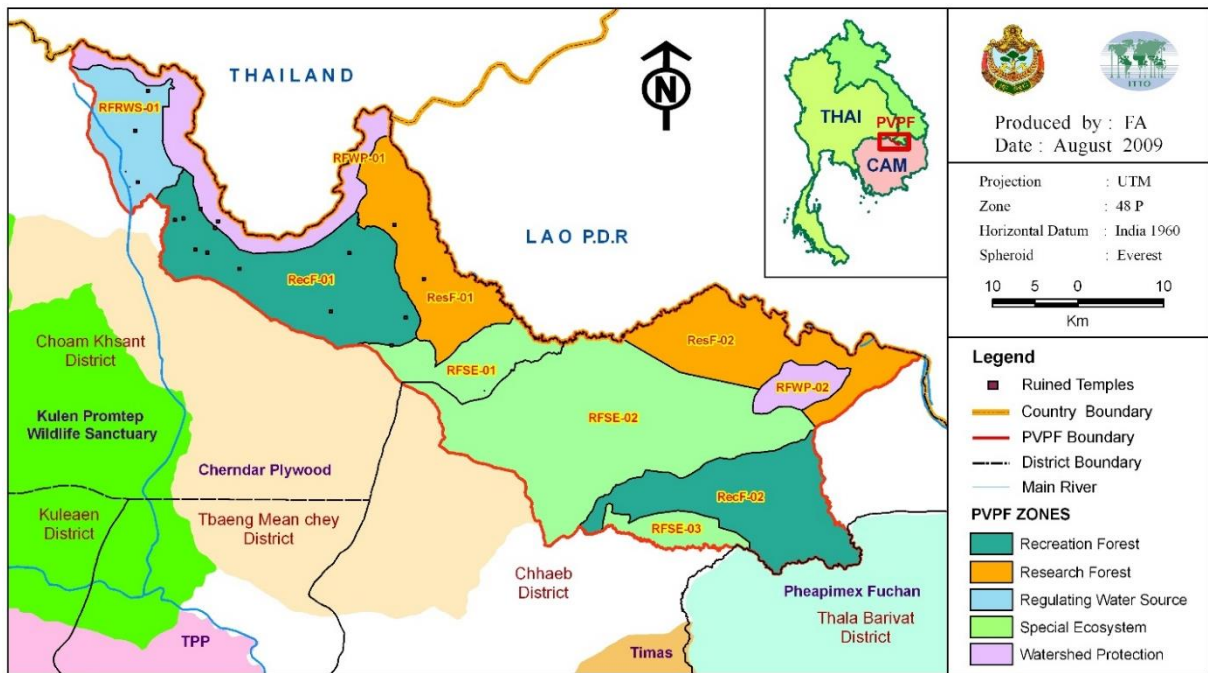 THAILAND
N
RFRWS-01
RFWP-01
LAO P.D.R
RecF-01
ResF-01
ResF-02
RFSE-01
RFWP-02
RFSE-02
RecF-02
RFSE-03
Choam Khsant
District
Kulen Promtep
Wildlife Sanctuary
Cherndar Plywood
Kuleaen
District
Tbaeng Mean chey
District
Chhaeb
District
Pheapimex Fuchan
Thala Barivat
District
TPP
Timas
THAI
PVPF
CAM
ITTO
Produced by : FA
Date : August 2009
Projection : UTM
Zone : 48 P
Horizontal Datum : India 1960
Spheroid : Everest
10 5 0 10
Km
Legend
Ruined Temples
Country Boundary
PVPF Boundary
District Boundary
Main River
PVPF ZONES
Recreation Forest
Research Forest
Regulating Water Source
Special Ecosystem
Watershed Protection